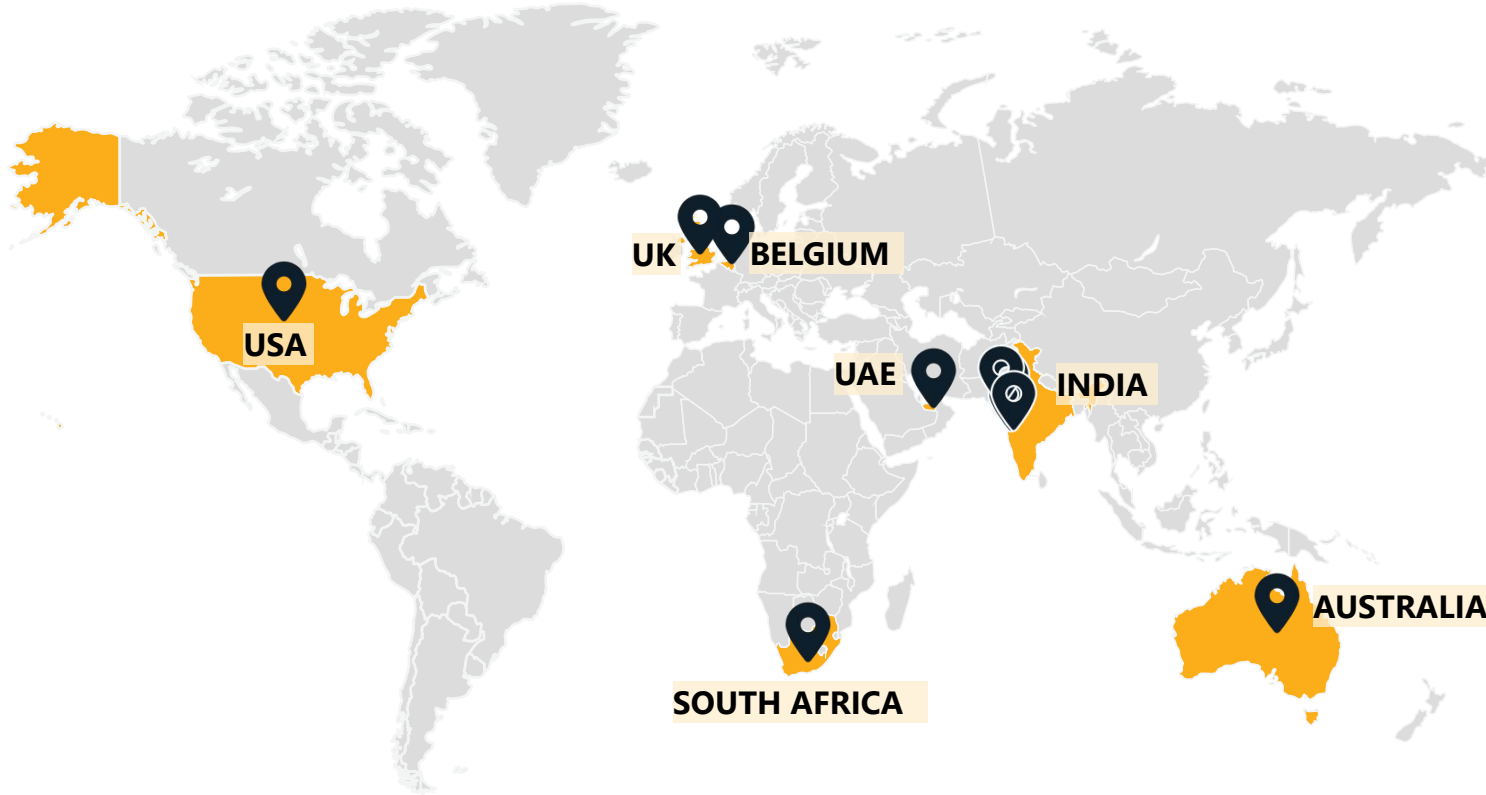 UK
BELGIUM
USA
UAE
INDIA
AUSTRALIA
SOUTH AFRICA